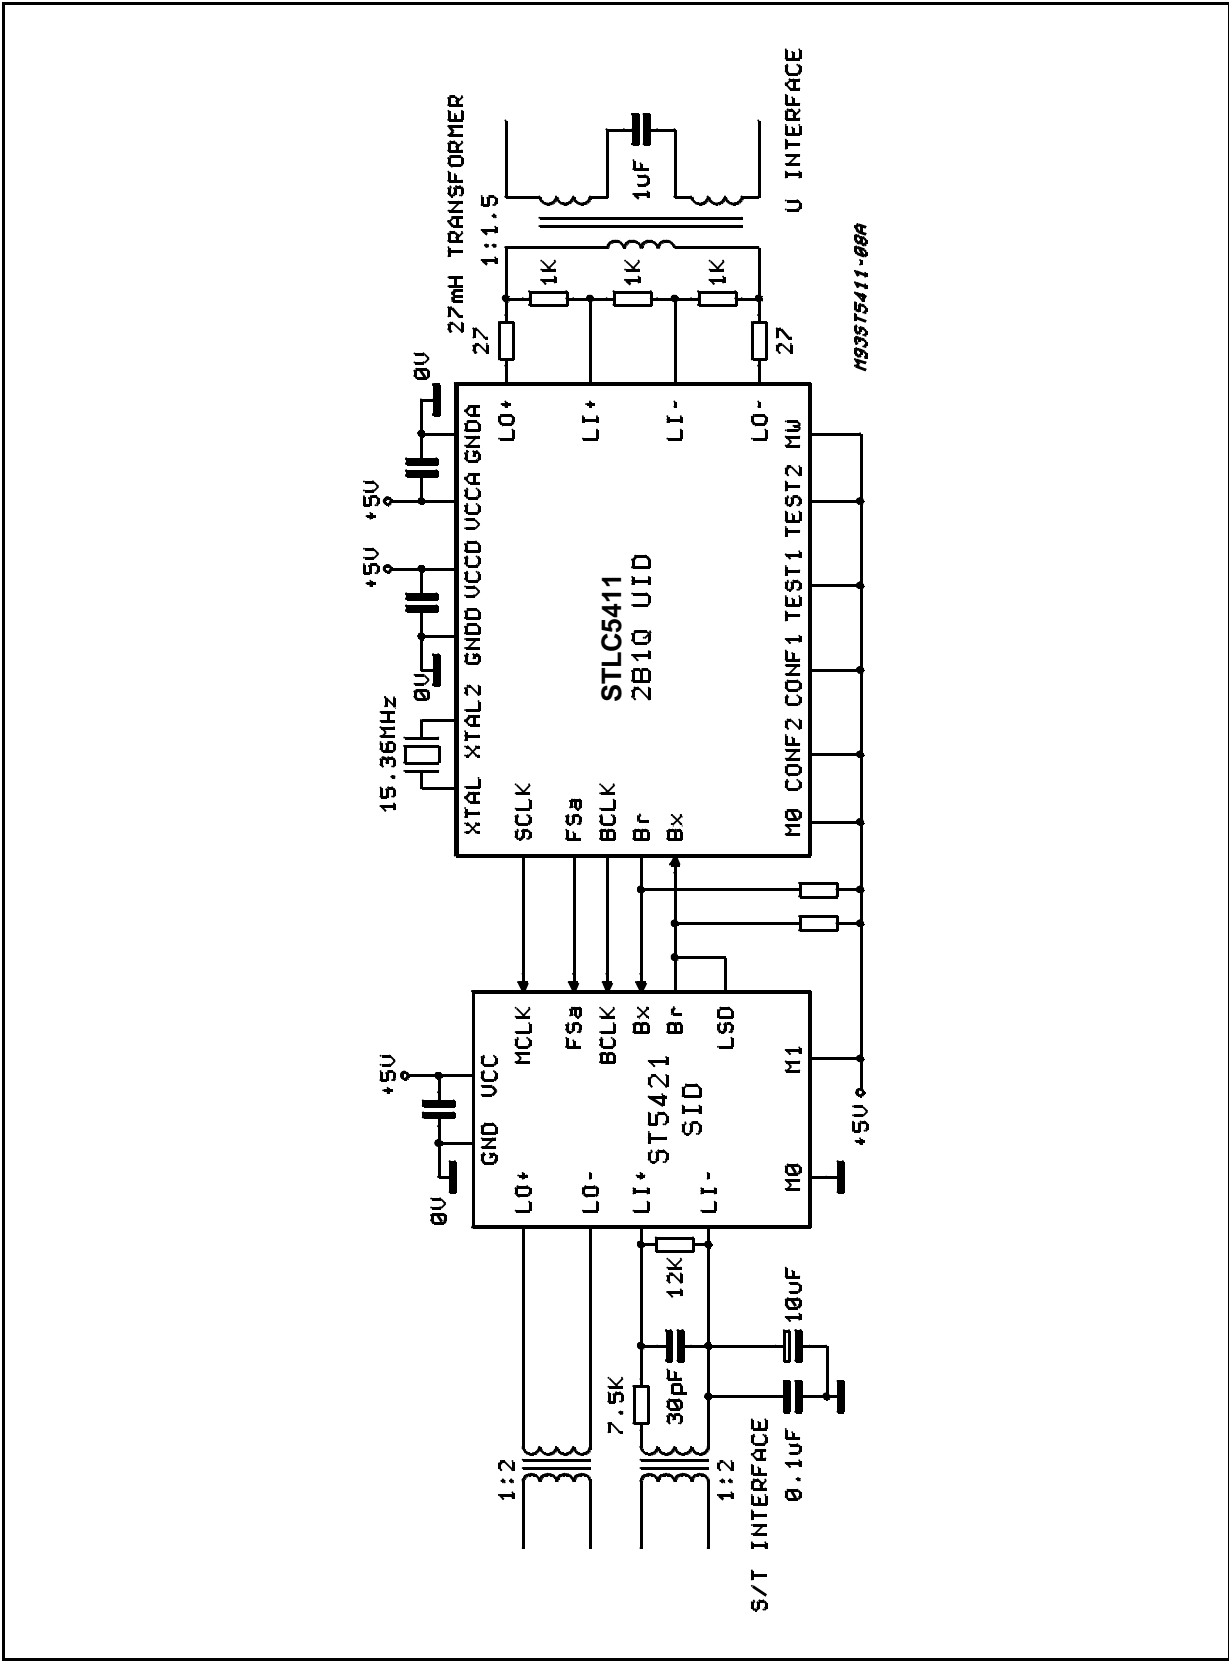 S/T INTERFACE
1:2
1:2
7.5K
30pF
12K
0.1uF
10uF
0V
+5V
GND VCC
LO+
LO-
LI+
LI-
ST5421
SID
MCLK
FSa
BCLK
Bx
Br
LSD
M0
M1
+5V
15.36MHz
0V
+5V
+5V
0V
XTAL XTAL2 GNDD VCCD VCCA GNDA
SCLK
FSa
BCLK
Br
Bx
STLC5411
2B1Q UID
LO+
LI+
LI-
LO-
M0 CONF2 CONF1 TEST1 TEST2 MW
27
27
1K
1K
1K
27mH TRANSFORMER
1:1.5
1uF
U INTERFACE
M93ST5411-08A